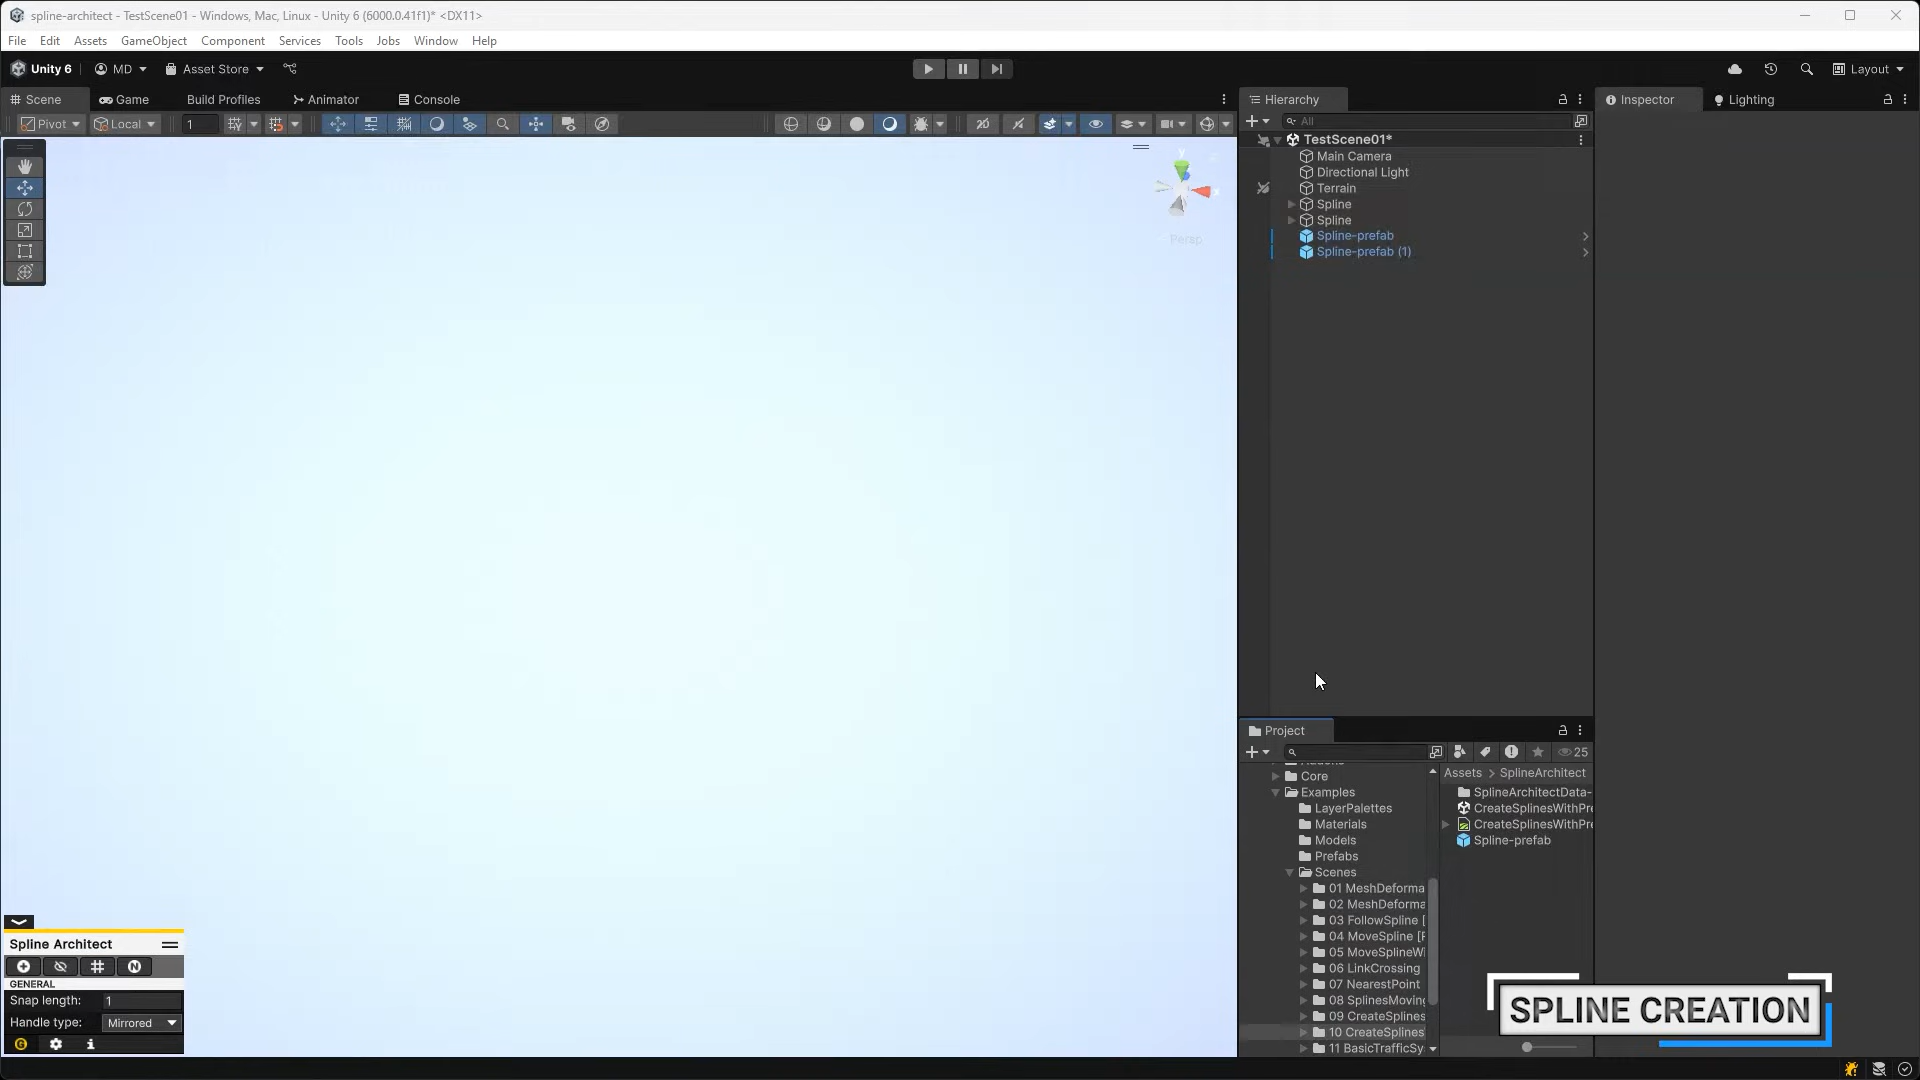 spline-architect - TestScene01 - Windows, Mac, Linux - Unity 6 (6000.0.41f1)* <DX11>
File Edit Assets GameObject Component Services Tools Jobs Window Help
Unity 6 MD Asset Store Layout
Scene Game Build Profiles Animator Console
Pivot Local 1 2D
Persp
y
Hierarchy
All
TestScene01*
Main Camera
Directional Light
Terrain
Spline
Spline
Spline-prefab
Spline-prefab (1)
Inspector Lighting
Project
25
Core
Examples
LayerPalettes
Materials
Models
Prefabs
Scenes
01 MeshDeforma
02 MeshDeforma
03 FollowSpline [
04 MoveSpline [F
05 MoveSplineWi
06 LinkCrossing
07 NearestPoint
08 SplinesMoving
09 CreateSplines
10 CreateSplines
11 BasicTrafficSy
Assets > SplineArchitect
SplineArchitectData-
CreateSplinesWithPre
CreateSplinesWithPre
Spline-prefab
Spline Architect
N
GENERAL
Snap length: 1
Handle type: Mirrored
G i
SPLINE CREATION